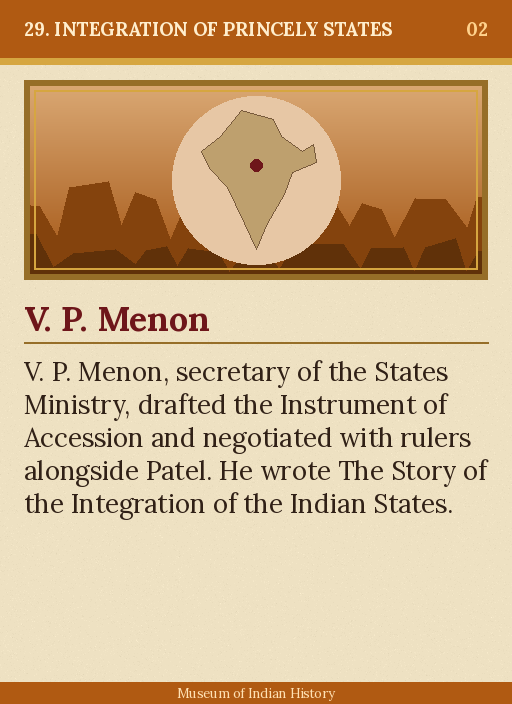 29. INTEGRATION OF PRINCELY STATES 02
V. P. Menon
V. P. Menon, secretary of the States
Ministry, drafted the Instrument of
Accession and negotiated with rulers
alongside Patel. He wrote The Story of
the Integration of the Indian States.
Museum of Indian History